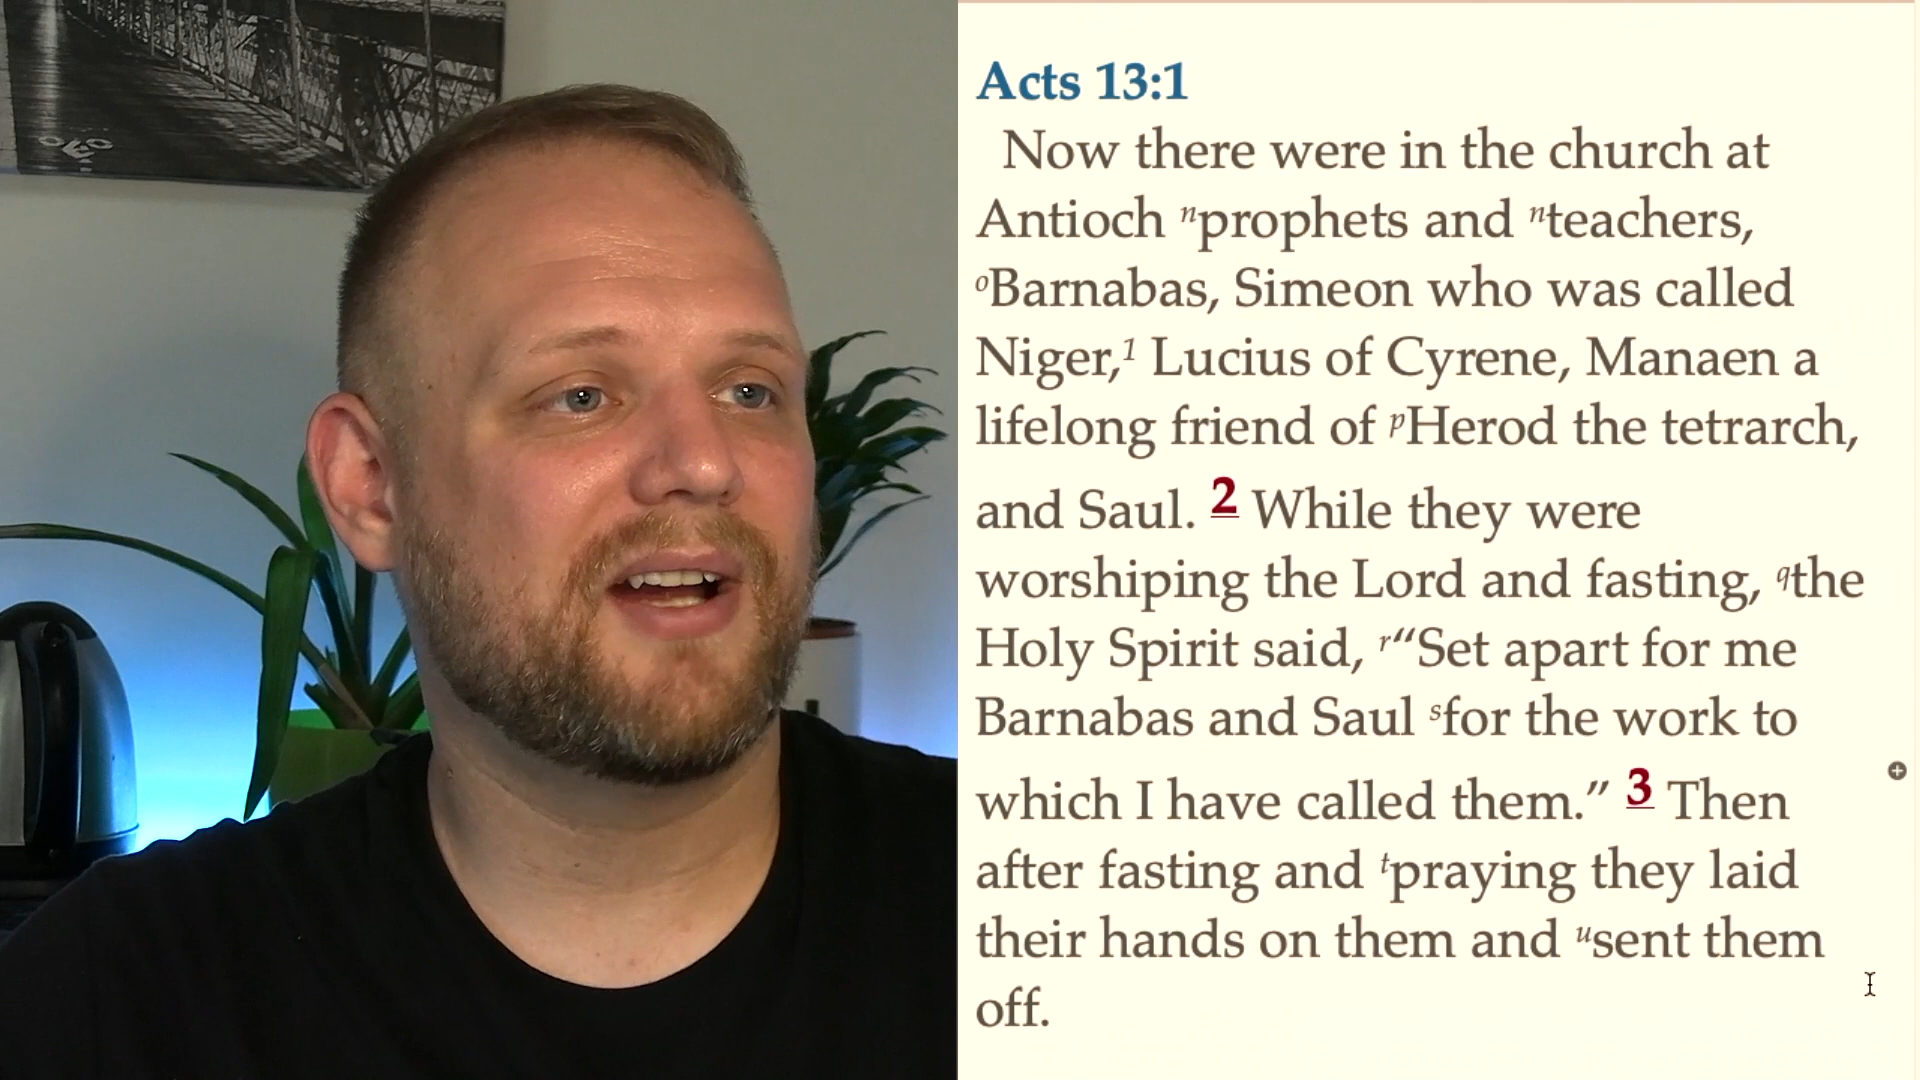 Acts 13:1
Now there were in the church at
Antioch ⁿprophets and ⁿteachers,
ᵒBarnabas, Simeon who was called
Niger,¹ Lucius of Cyrene, Manaen a
lifelong friend of ᵖHerod the tetrarch,
and Saul. 2 While they were
worshiping the Lord and fasting, qthe
Holy Spirit said, ʳ“Set apart for me
Barnabas and Saul ˢfor the work to
which I have called them.” 3 Then
after fasting and ᵗpraying they laid
their hands on them and ᵘsent them
off.